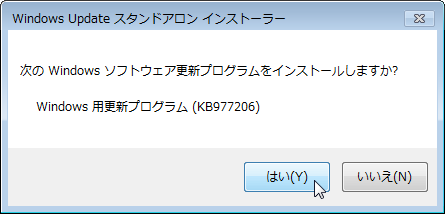 Windows Update スタンドアロン インストーラー
次の Windows ソフトウェア更新プログラムをインストールしますか?
Windows 用更新プログラム (KB977206)
はい(Y)
いいえ(N)